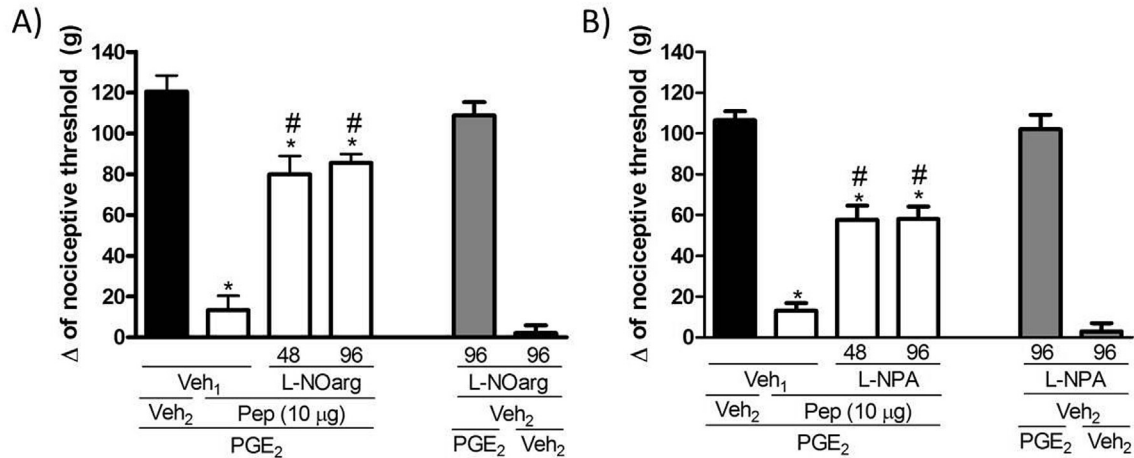 A)
Δ of nociceptive threshold (g)
140
120
100
80
60
40
20
0
*
#
*
#
*
48 96 96 96
Veh₁ L-NOarg L-NOarg
Veh₂ Pep (10 μg) Veh₂
PGE₂ PGE₂ Veh₂
B)
Δ of nociceptive threshold (g)
140
120
100
80
60
40
20
0
*
#
*
#
*
48 96 96 96
Veh₁ L-NPA L-NPA
Veh₂ Pep (10 μg) Veh₂
PGE₂ PGE₂ Veh₂